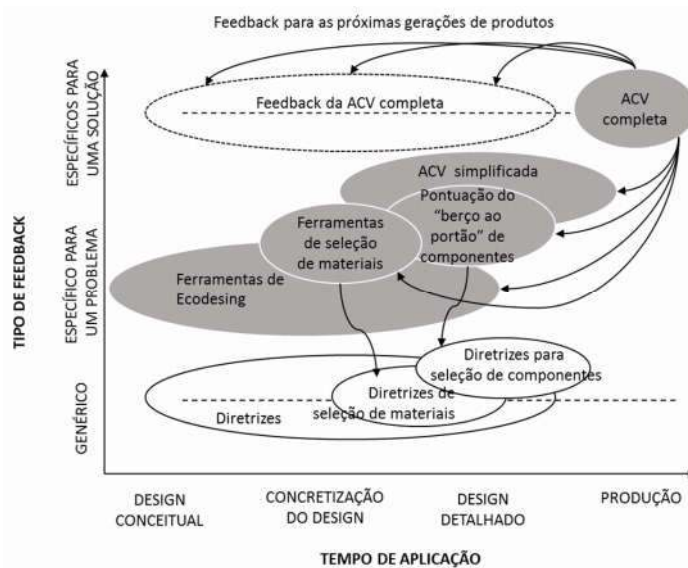 Feedback para as próximas gerações de produtos
ESPECÍFICOS PARA
UMA SOLUÇÃO
Feedback da ACV completa
ACV
completa
TIPO DE FEEDBACK
ESPECÍFICO PARA
UM PROBLEMA
ACV simplificada
Pontuação do
“berço ao
portão” de
componentes
Ferramentas
de seleção
de materiais
Ferramentas de
Ecodesing
GENÉRICO
Diretrizes para
seleção de componentes
Diretrizes de
seleção de materiais
Diretrizes
DESIGN
CONCEITUAL
CONCRETIZAÇÃO
DO DESIGN
DESIGN
DETALHADO
PRODUÇÃO
TEMPO DE APLICAÇÃO